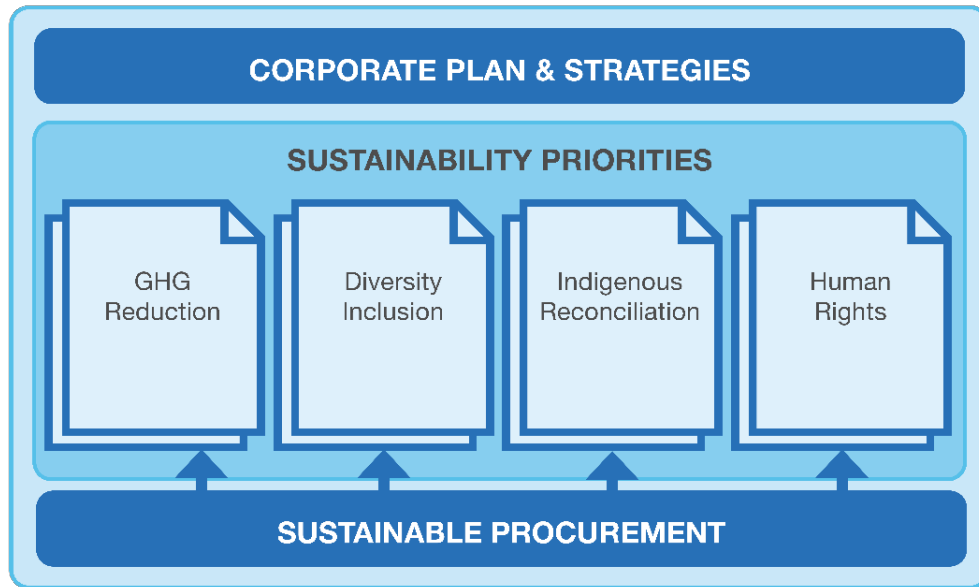 CORPORATE PLAN & STRATEGIES
SUSTAINABILITY PRIORITIES
GHG
Reduction
Diversity
Inclusion
Indigenous
Reconciliation
Human
Rights
SUSTAINABLE PROCUREMENT